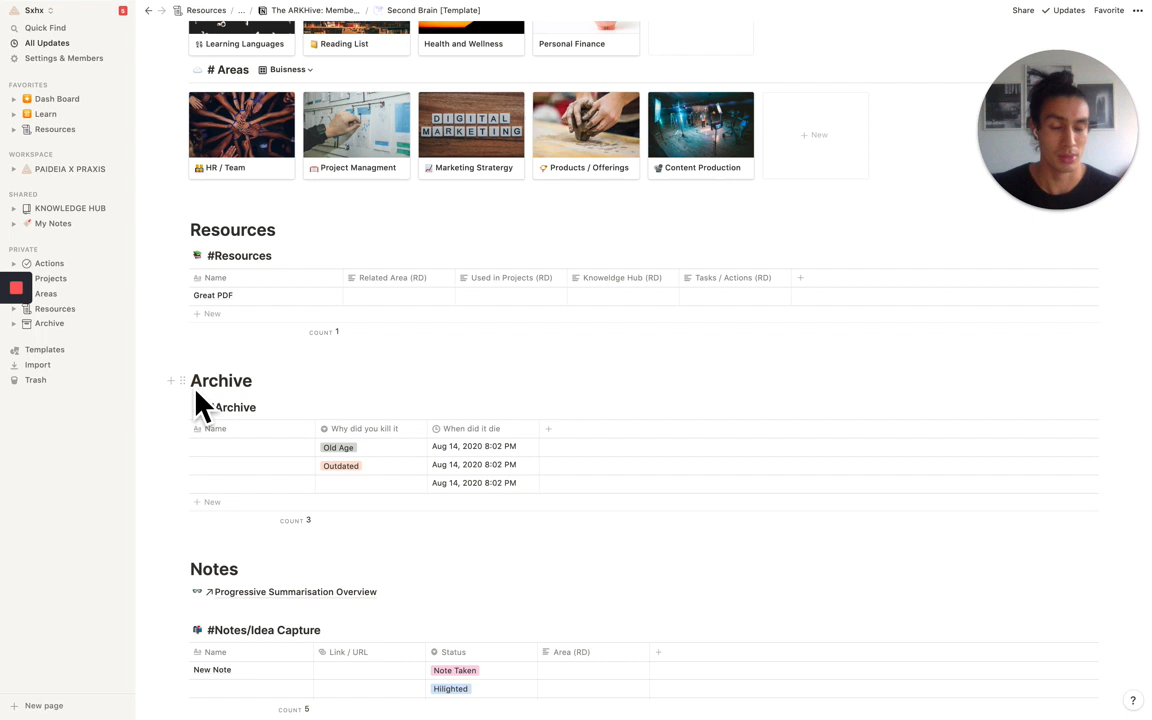 Sxhx
S
Quick Find
All Updates
Settings & Members
FAVORITES
Dash Board
Learn
Resources
WORKSPACE
PAIDEIA X PRAXIS
SHARED
KNOWLEDGE HUB
My Notes
PRIVATE
Actions
Projects
Areas
Resources
Archive
Templates
Import
Trash
New page
Resources / ... / The ARKHive: Membe... / Second Brain [Template]
Share Updates Favorite
Learning Languages
Reading List
Health and Wellness
Personal Finance
# Areas Buisness
DIGITAL
MARKETING
HR / Team
Project Managment
Marketing Stratergy
Products / Offerings
Content Production
+ New
Resources
#Resources
Name Related Area (RD) Used in Projects (RD) Knoweldge Hub (RD) Tasks / Actions (RD)
Great PDF
+ New
COUNT 1
Archive
Archive
Name Why did you kill it When did it die
Old Age Aug 14, 2020 8:02 PM
Outdated Aug 14, 2020 8:02 PM
Aug 14, 2020 8:02 PM
+ New
COUNT 3
Notes
Progressive Summarisation Overview
#Notes/Idea Capture
Name Link / URL Status Area (RD)
New Note Note Taken
Hilighted
COUNT 5
?